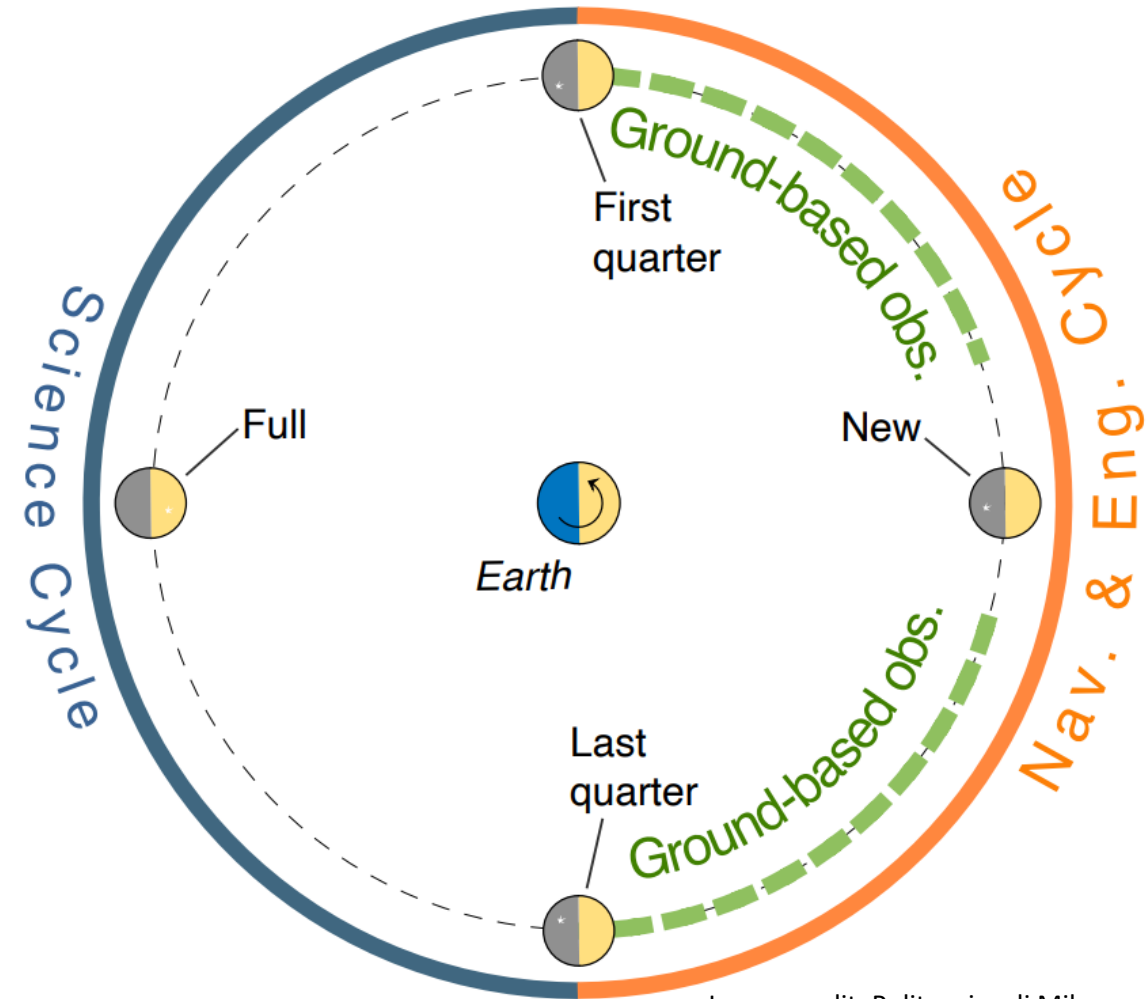 Ground-based obs.
First
quarter
Nav. & Eng. Cycle
Science Cycle
Full
New
Earth
Last
quarter
Ground-based obs.